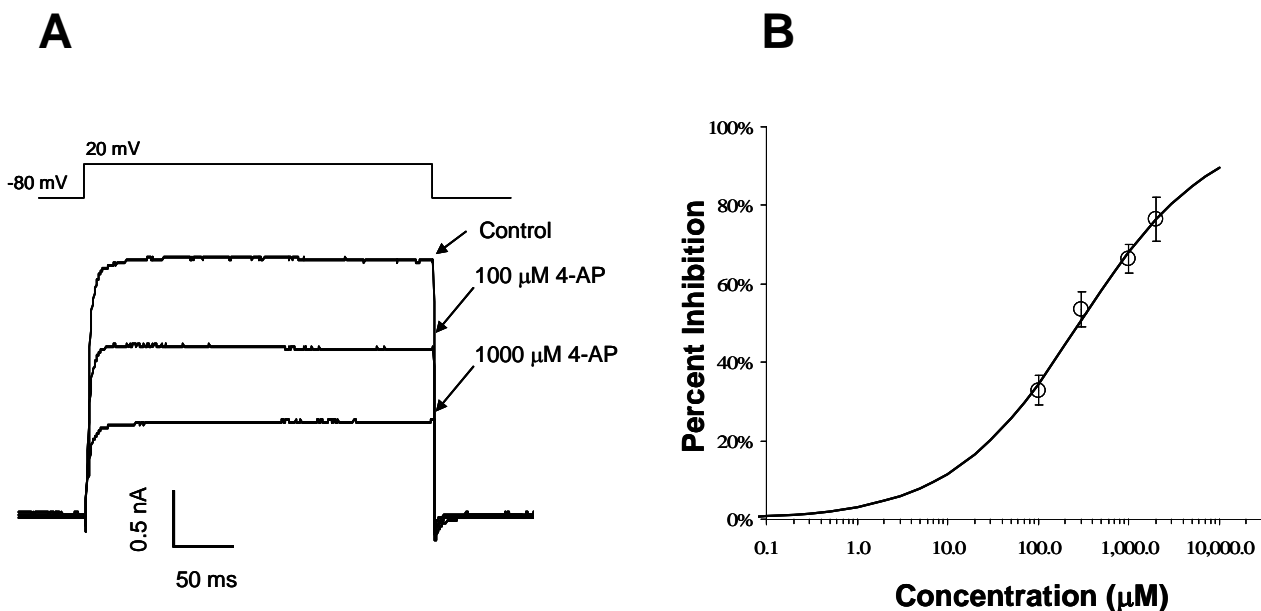 A
20 mV
-80 mV
Control
100 μM 4-AP
1000 μM 4-AP
0.5 nA
50 ms
B
100%
80%
60%
40%
20%
0%
Percent Inhibition
0.1 1.0 10.0 100.0 1,000.0 10,000.0
Concentration (μM)